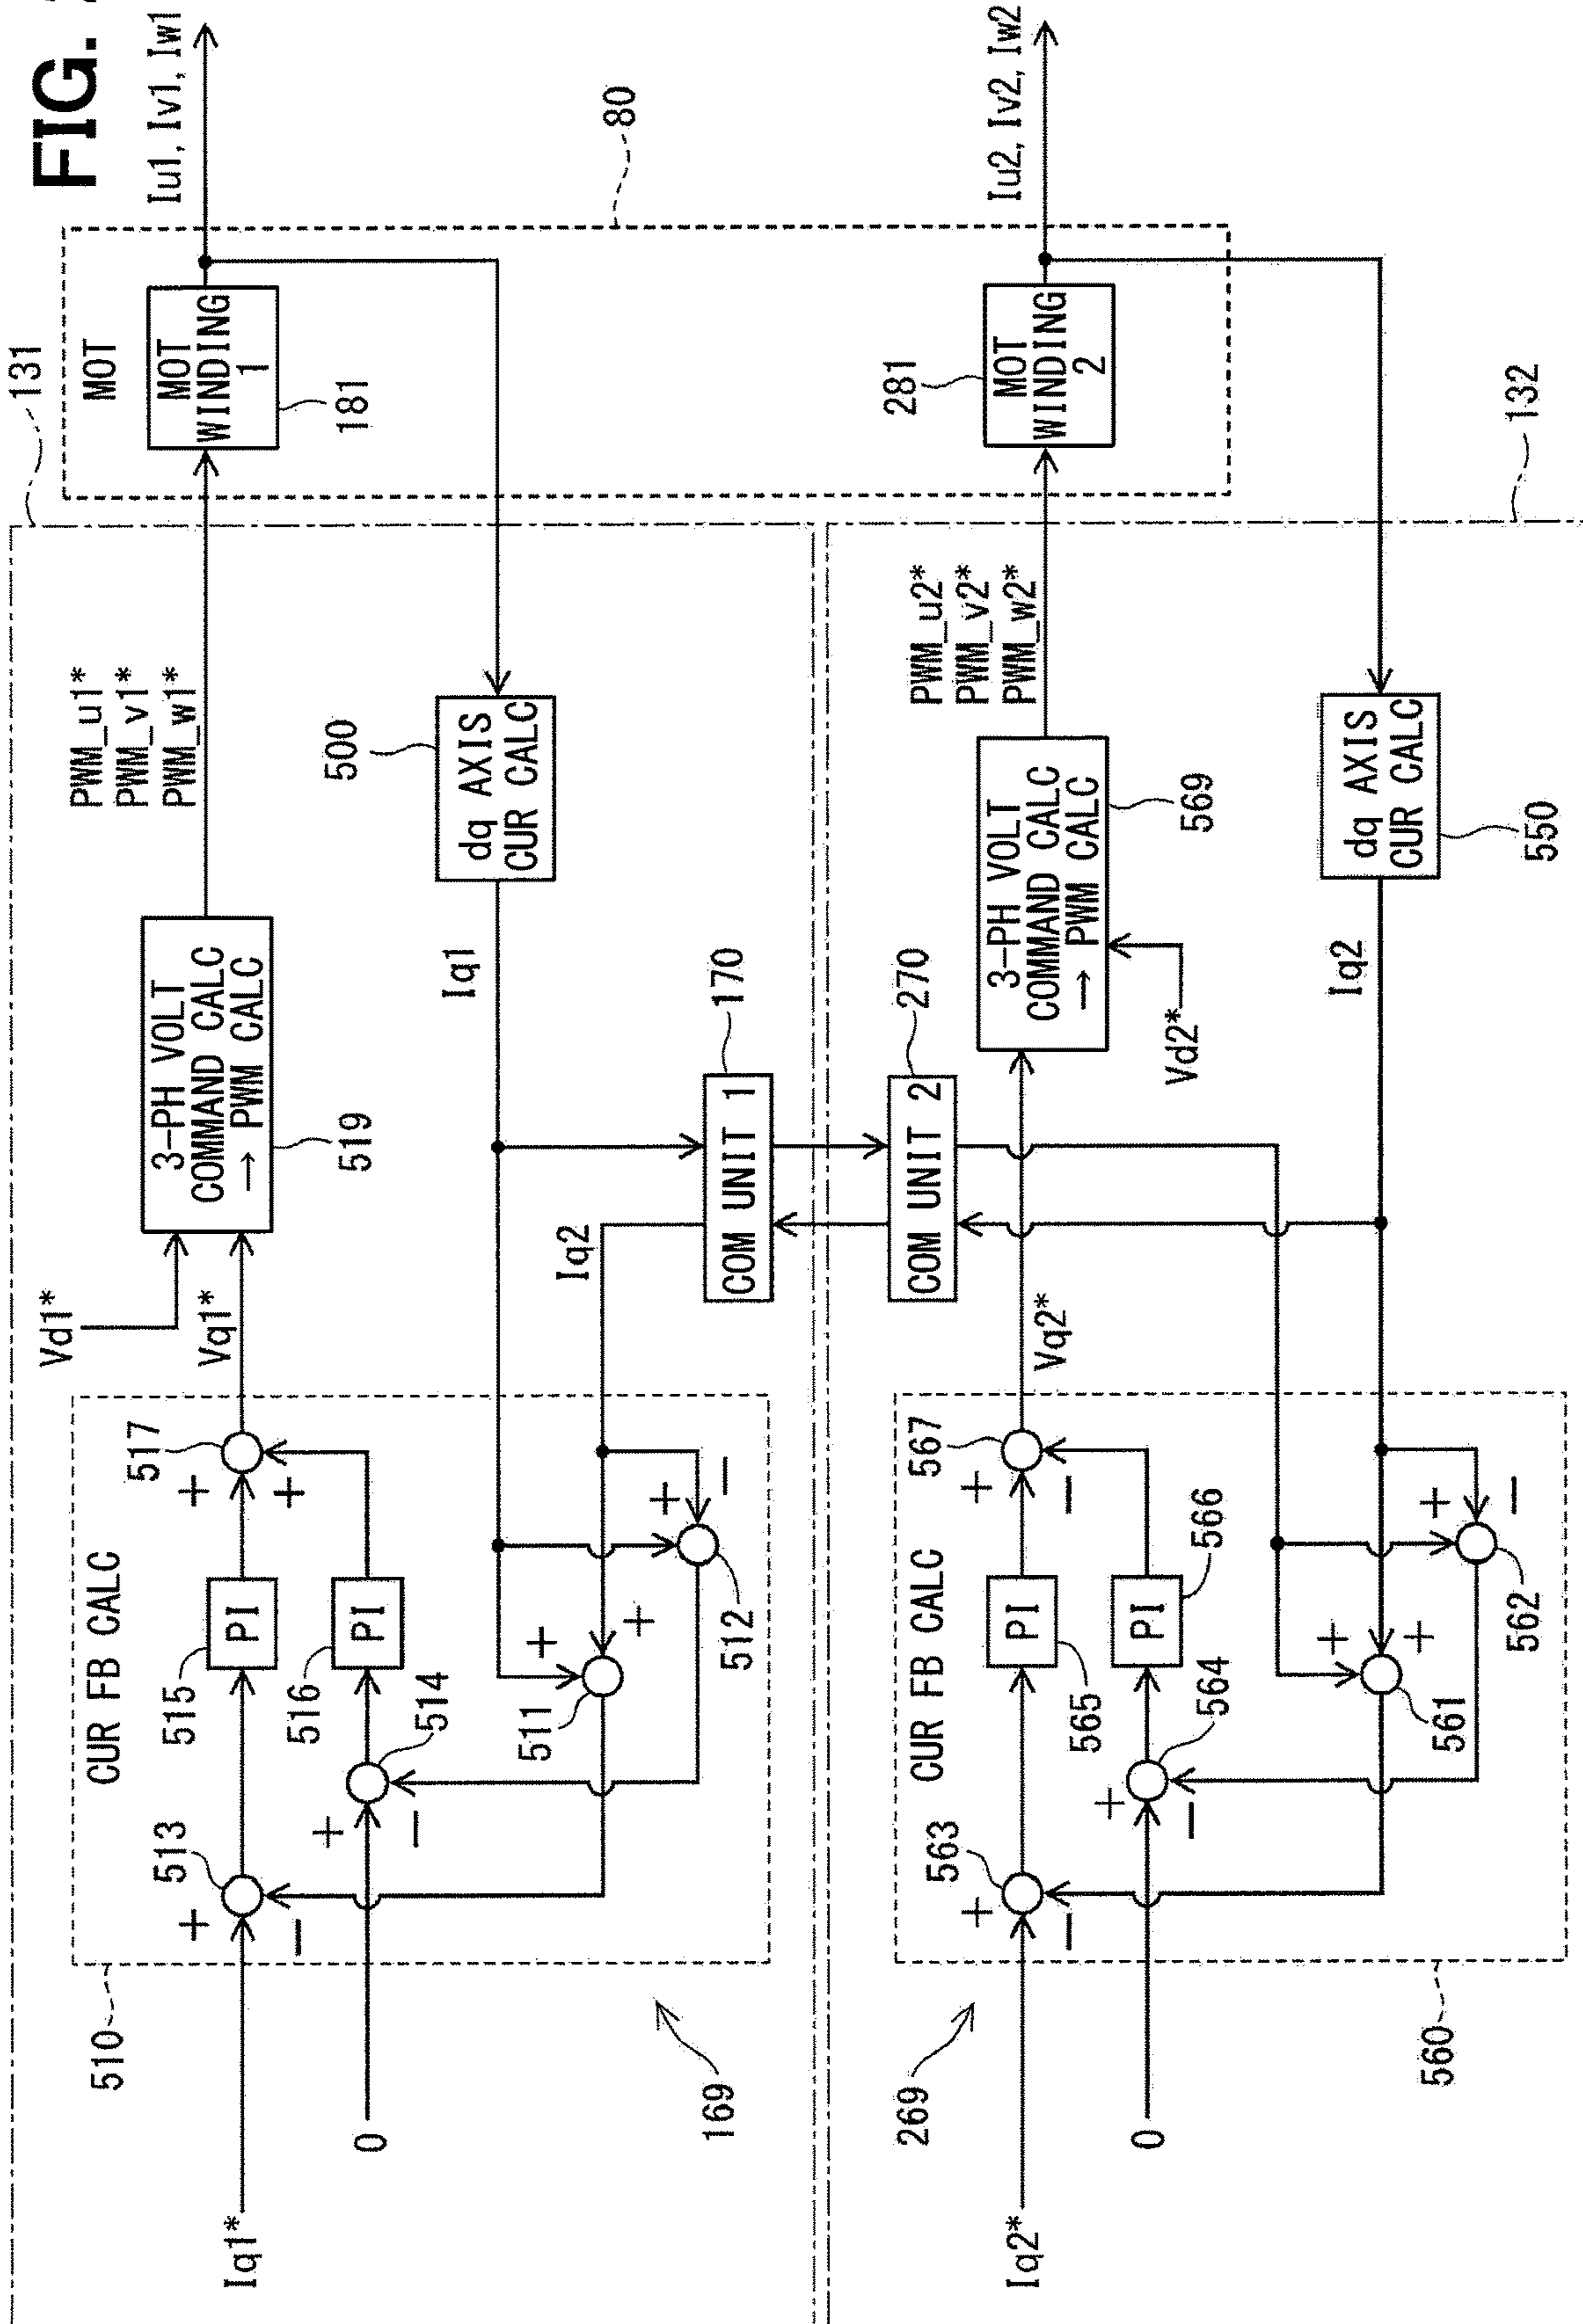 FIG.
Iu1, Iv1, Iw1
80
Iu2, Iv2, Iw2
131
MOT
MOT
WINDING
1
181
MOT
WINDING
2
281
132
PWM_u1*
PWM_v1*
PWM_w1*
3-PH VOLT
COMMAND CALC
→ PWM CALC
519
Vd1*
Vq1*
500
dq AXIS
CUR CALC
Iq1
170
COM UNIT 1
Iq2
270
COM UNIT 2
PWM_u2*
PWM_v2*
PWM_w2*
3-PH VOLT
COMMAND CALC
→ PWM CALC
569
Vd2*
Vq2*
dq AXIS
CUR CALC
550
Iq2
CUR FB CALC
517
+
+
515
PI
516
PI
513
+
−
514
+
−
511
+
+
512
+
−
510
Iq1*
0
169
CUR FB CALC
567
+
−
565
PI
566
PI
563
+
−
564
+
−
561
+
+
562
+
−
560
Iq2*
0
269